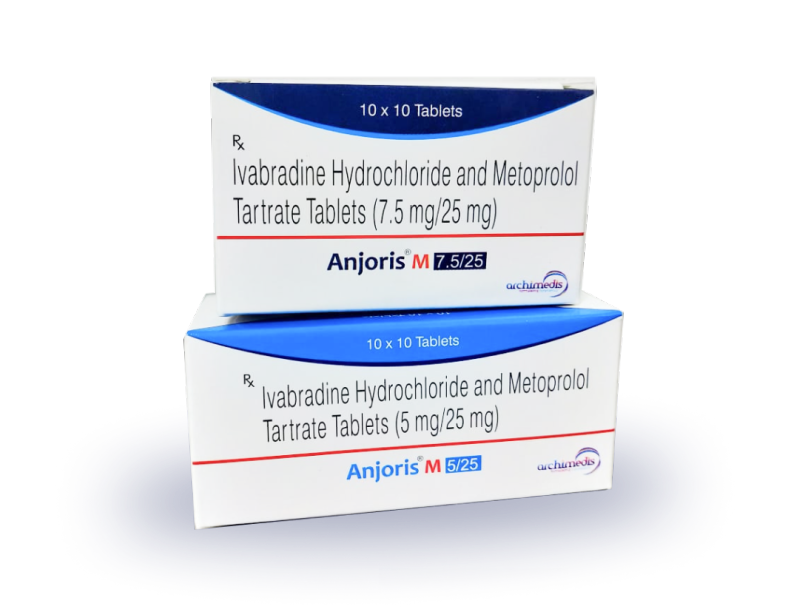 10 x 10 Tablets
Rx
Ivabradine Hydrochloride and Metoprolol
Tartrate Tablets (7.5 mg/25 mg)
Anjoris® M 7.5/25
archimedis
10 x 10 Tablets
Rx
Ivabradine Hydrochloride and Metoprolol
Tartrate Tablets (5 mg/25 mg)
Anjoris® M 5/25
archimedis